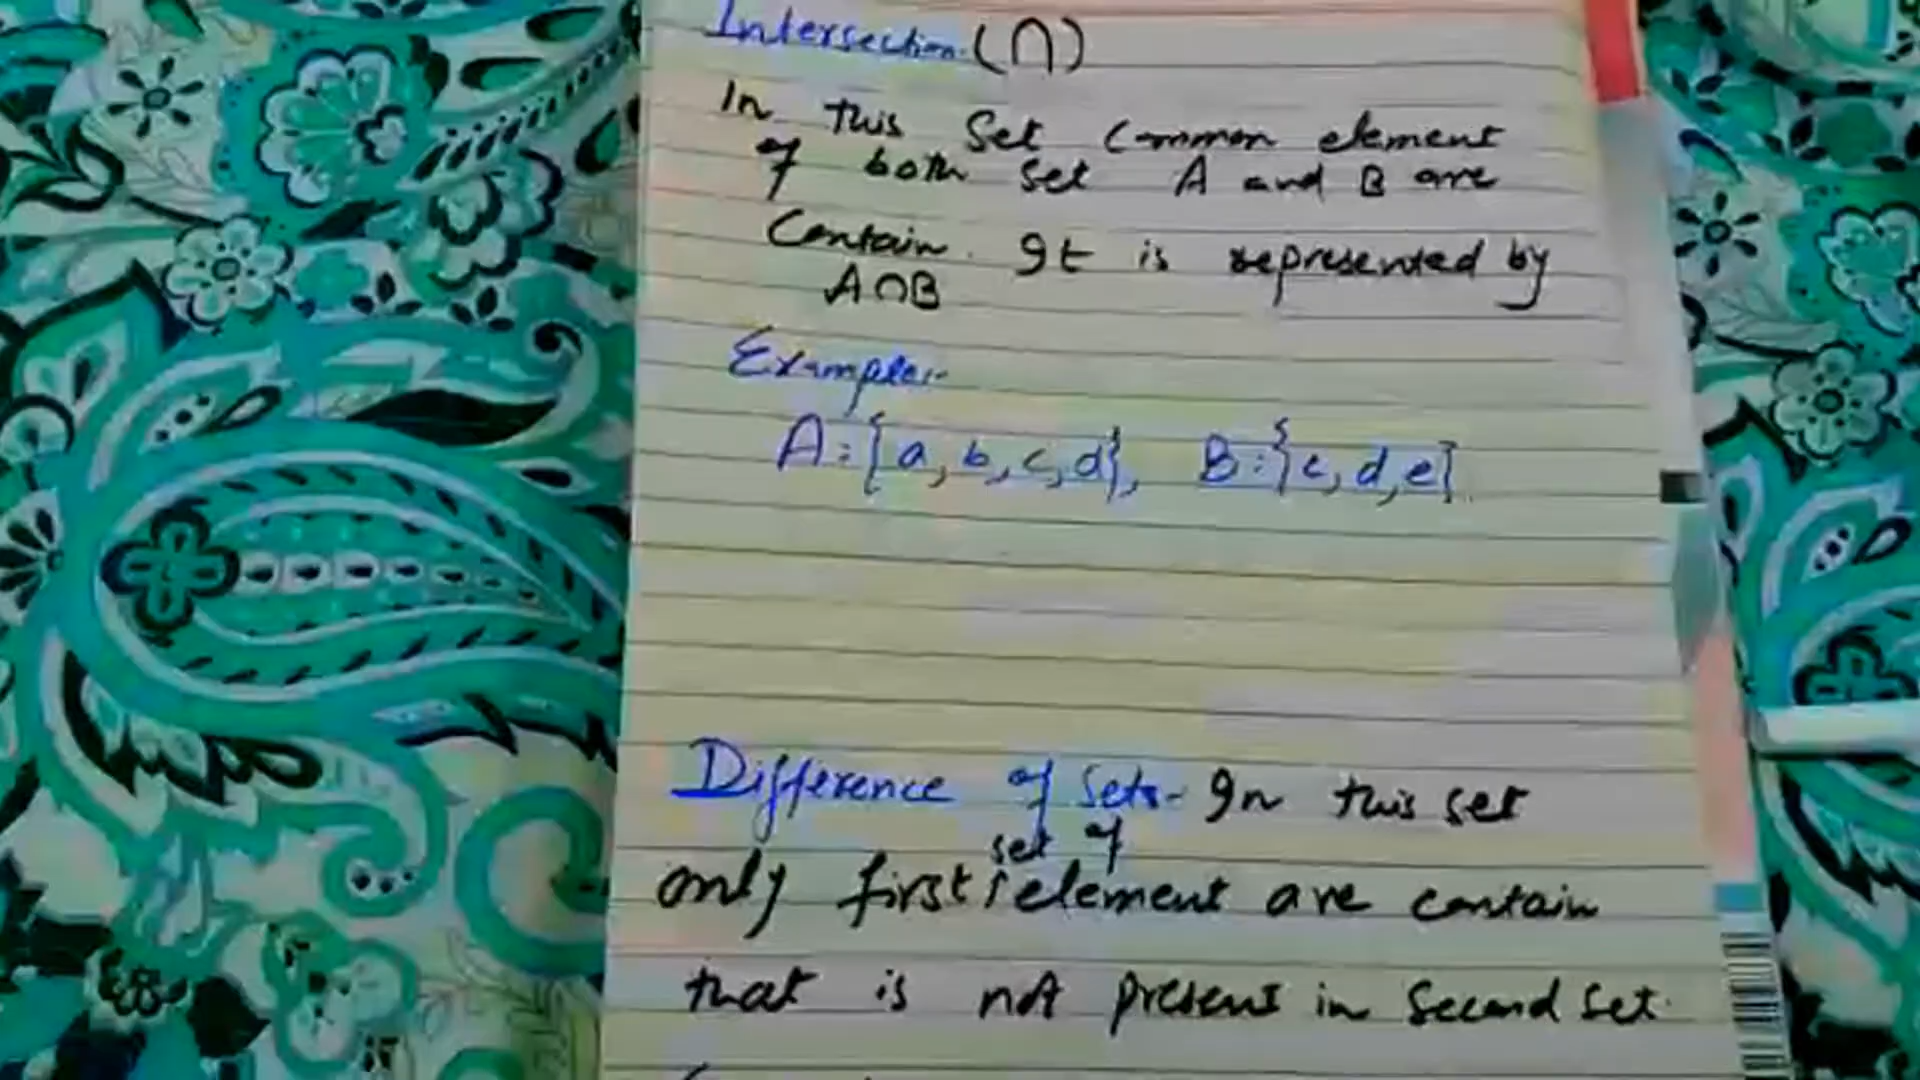 Intersection (∩)
In this Set Common element
of both set A and B are
Contain. It is represented by
A∩B
Example:-
A = {a, b, c, d}, B = {c, d, e}
Difference of Sets- In this set
set of
only first element are contain
that is not present in Second Set.